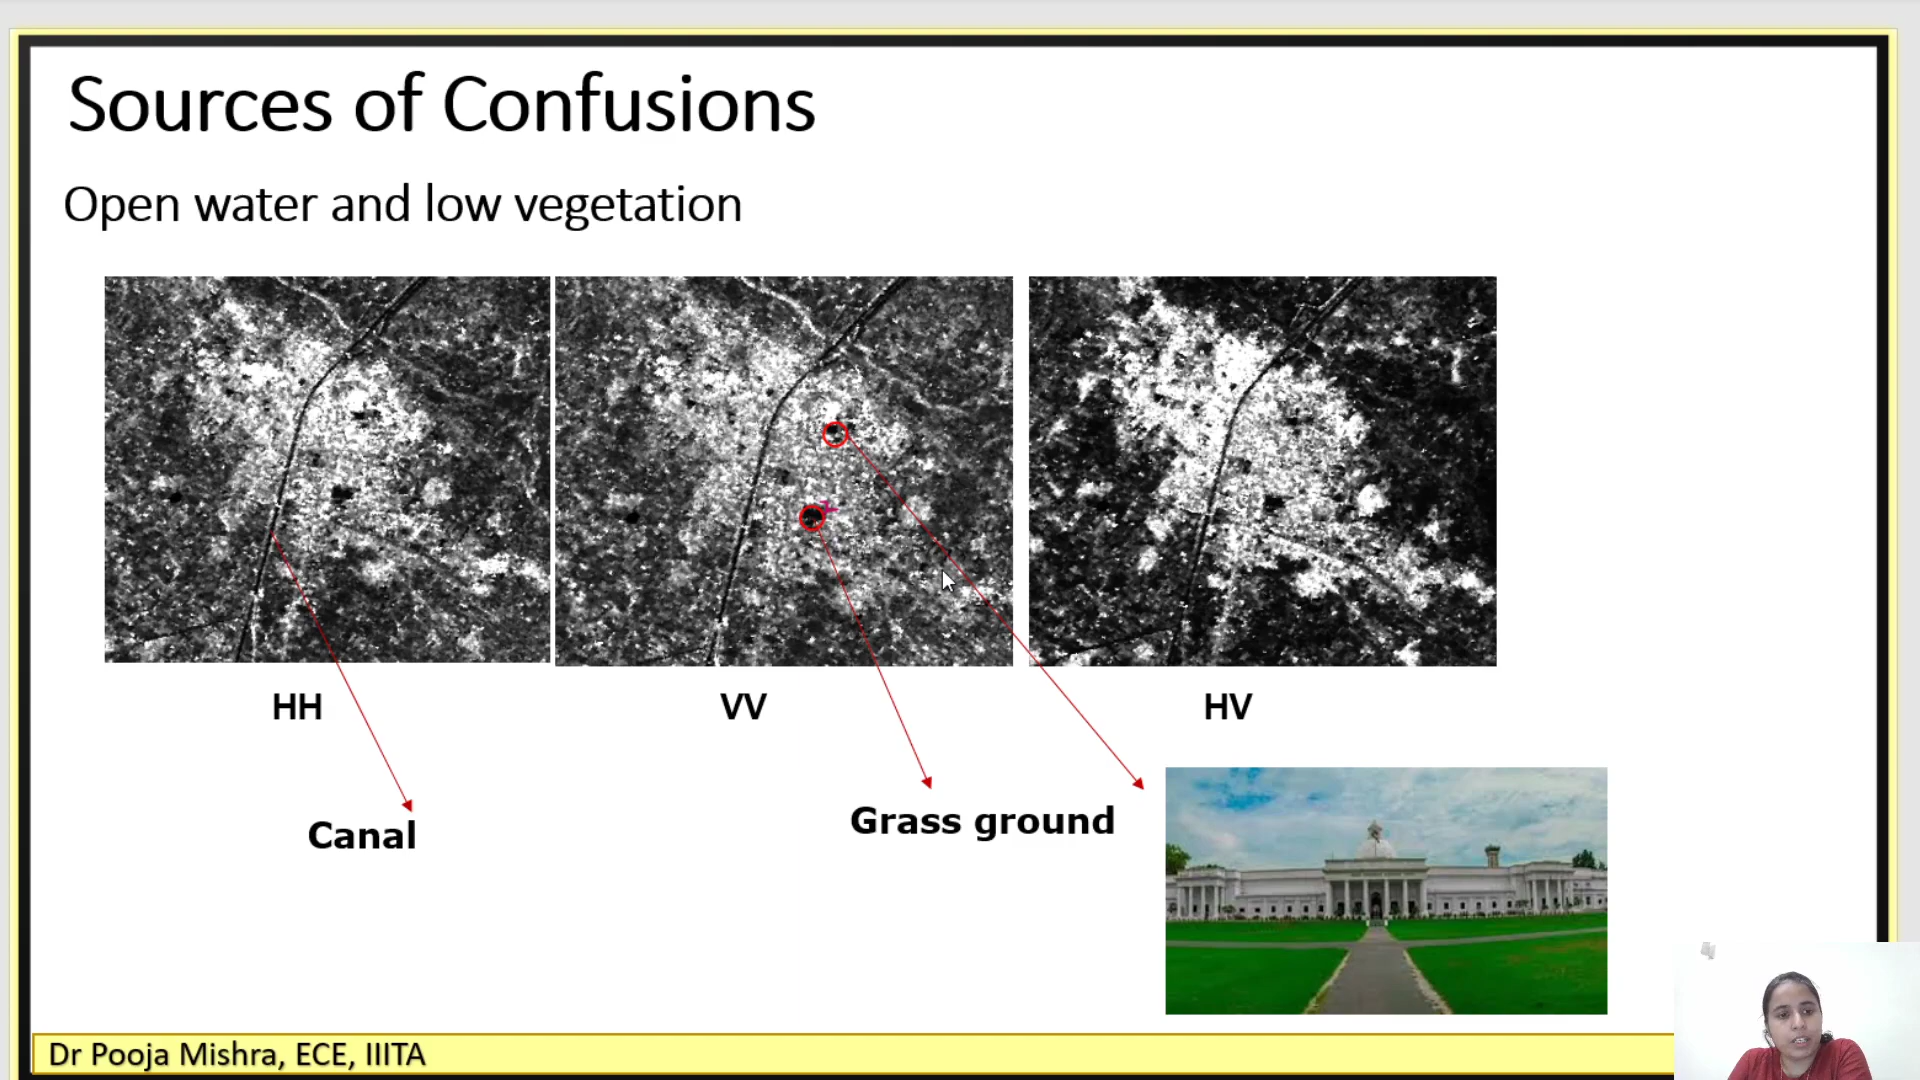 Sources of Confusions
Open water and low vegetation
HH
VV
HV
Canal
Grass ground
Dr Pooja Mishra, ECE, IIITA